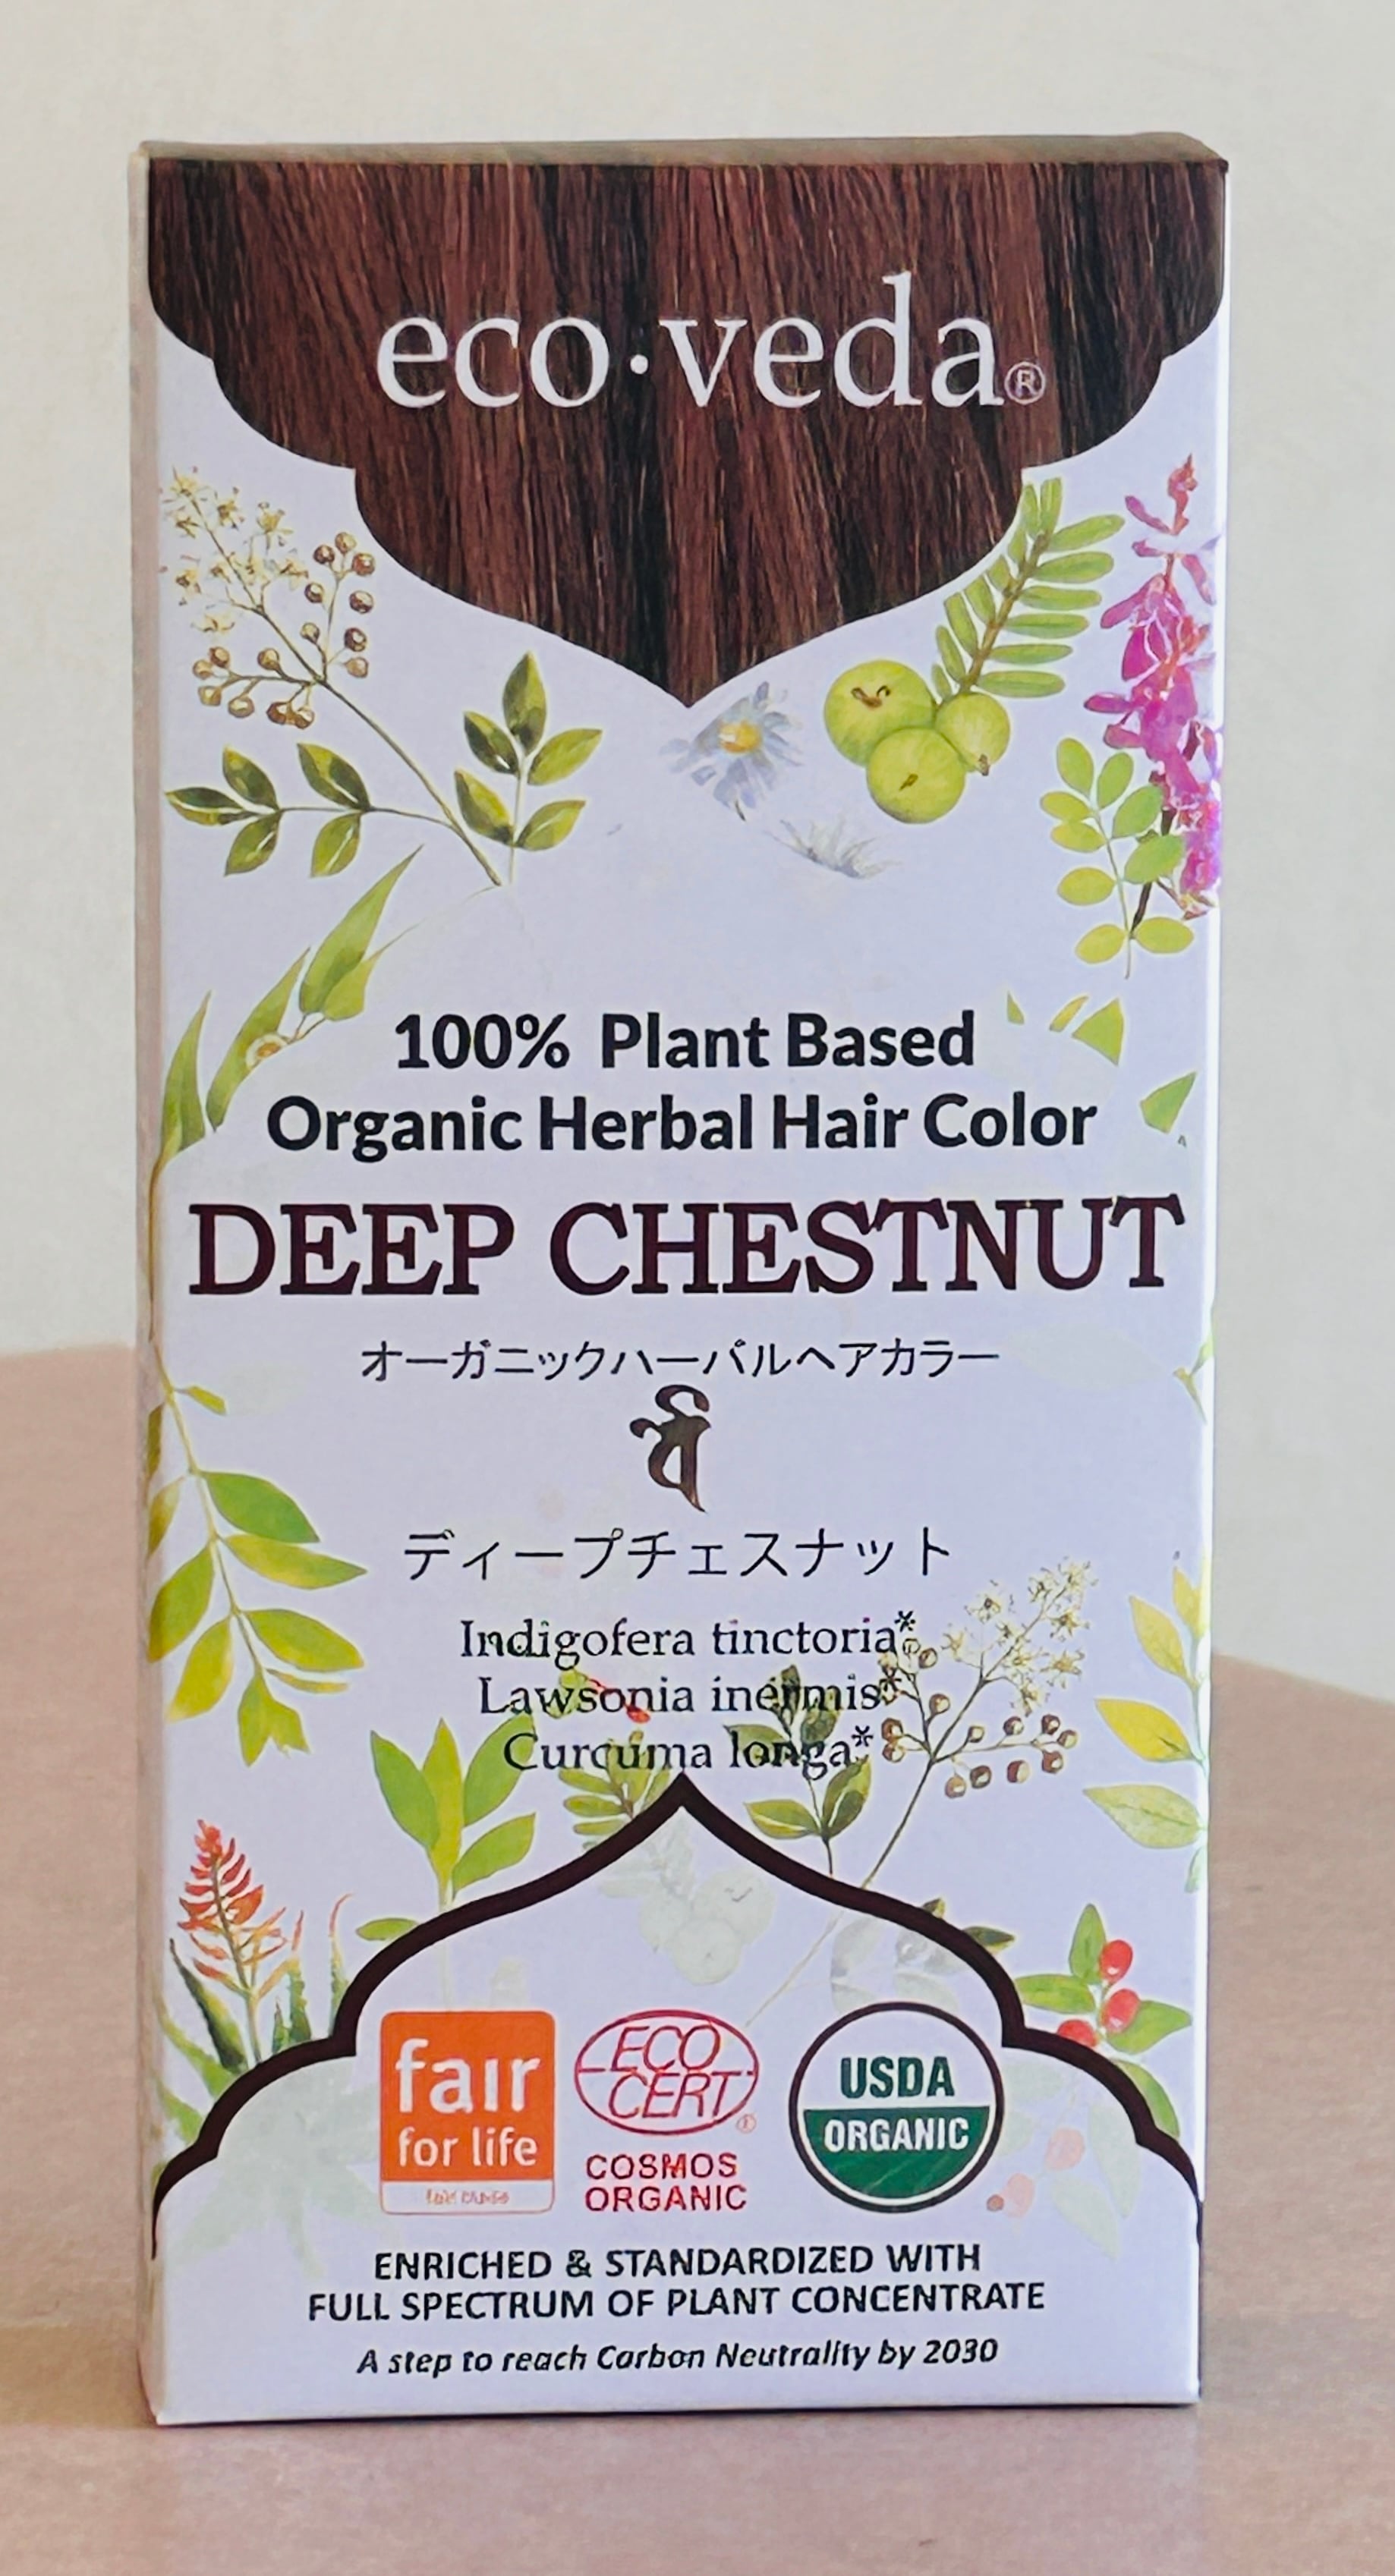 eco·veda®
100% Plant Based
Organic Herbal Hair Color
DEEP CHESTNUT
オーガニックハーバルヘアカラー
ディープチェスナット
Indigofera tinctoria*
Lawsonia inermis*
Curcuma longa*
fair
for life
ECO
CERT®
COSMOS
ORGANIC
USDA
ORGANIC
ENRICHED & STANDARDIZED WITH
FULL SPECTRUM OF PLANT CONCENTRATE
A step to reach Carbon Neutrality by 2030